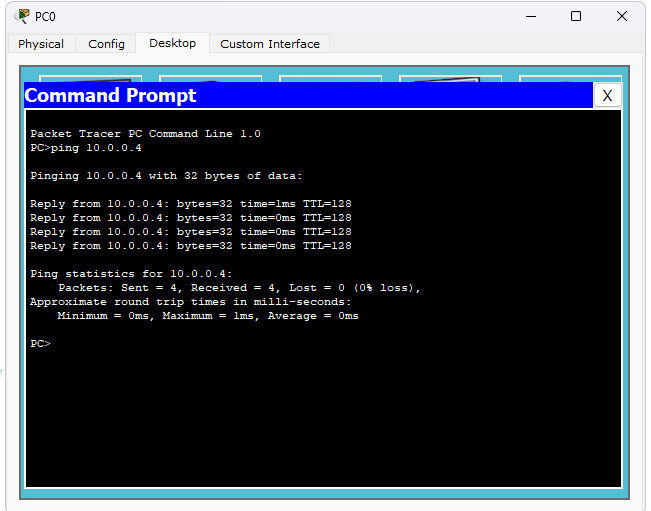 PC0
Physical Config Desktop Custom Interface
Command Prompt X
Packet Tracer PC Command Line 1.0
PC>ping 10.0.0.4
Pinging 10.0.0.4 with 32 bytes of data:
Reply from 10.0.0.4: bytes=32 time=1ms TTL=128
Reply from 10.0.0.4: bytes=32 time=0ms TTL=128
Reply from 10.0.0.4: bytes=32 time=0ms TTL=128
Reply from 10.0.0.4: bytes=32 time=0ms TTL=128
Ping statistics for 10.0.0.4:
    Packets: Sent = 4, Received = 4, Lost = 0 (0% loss),
Approximate round trip times in milli-seconds:
    Minimum = 0ms, Maximum = 1ms, Average = 0ms
PC>